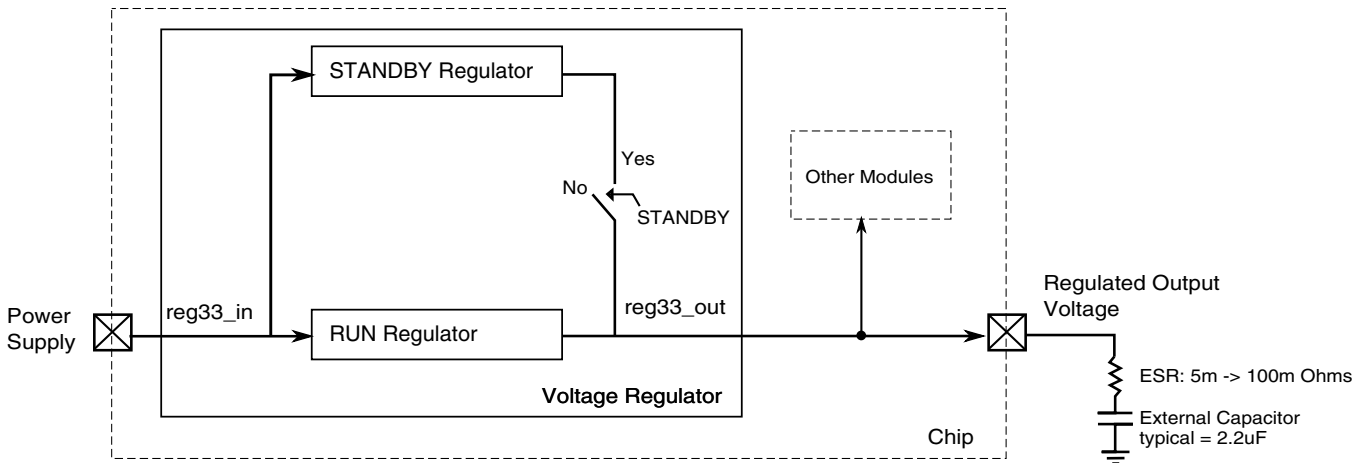 STANDBY Regulator
Yes
No
STANDBY
Other Modules
Power
Supply
reg33_in
RUN Regulator
reg33_out
Regulated Output
Voltage
Voltage Regulator
Chip
ESR: 5m -> 100m Ohms
External Capacitor
typical = 2.2uF